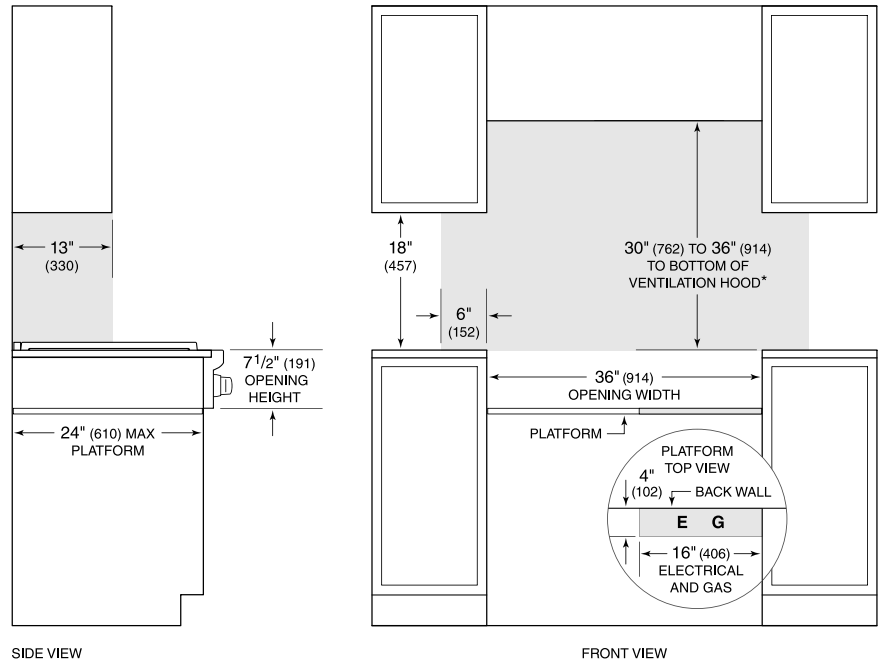 13"
(330)
7 1/2" (191)
OPENING
HEIGHT
24" (610) MAX
PLATFORM
SIDE VIEW
18"
(457)
30" (762) TO 36" (914)
TO BOTTOM OF
VENTILATION HOOD*
6"
(152)
36" (914)
OPENING WIDTH
PLATFORM
PLATFORM
TOP VIEW
4"
(102)
BACK WALL
E G
16" (406)
ELECTRICAL
AND GAS
FRONT VIEW